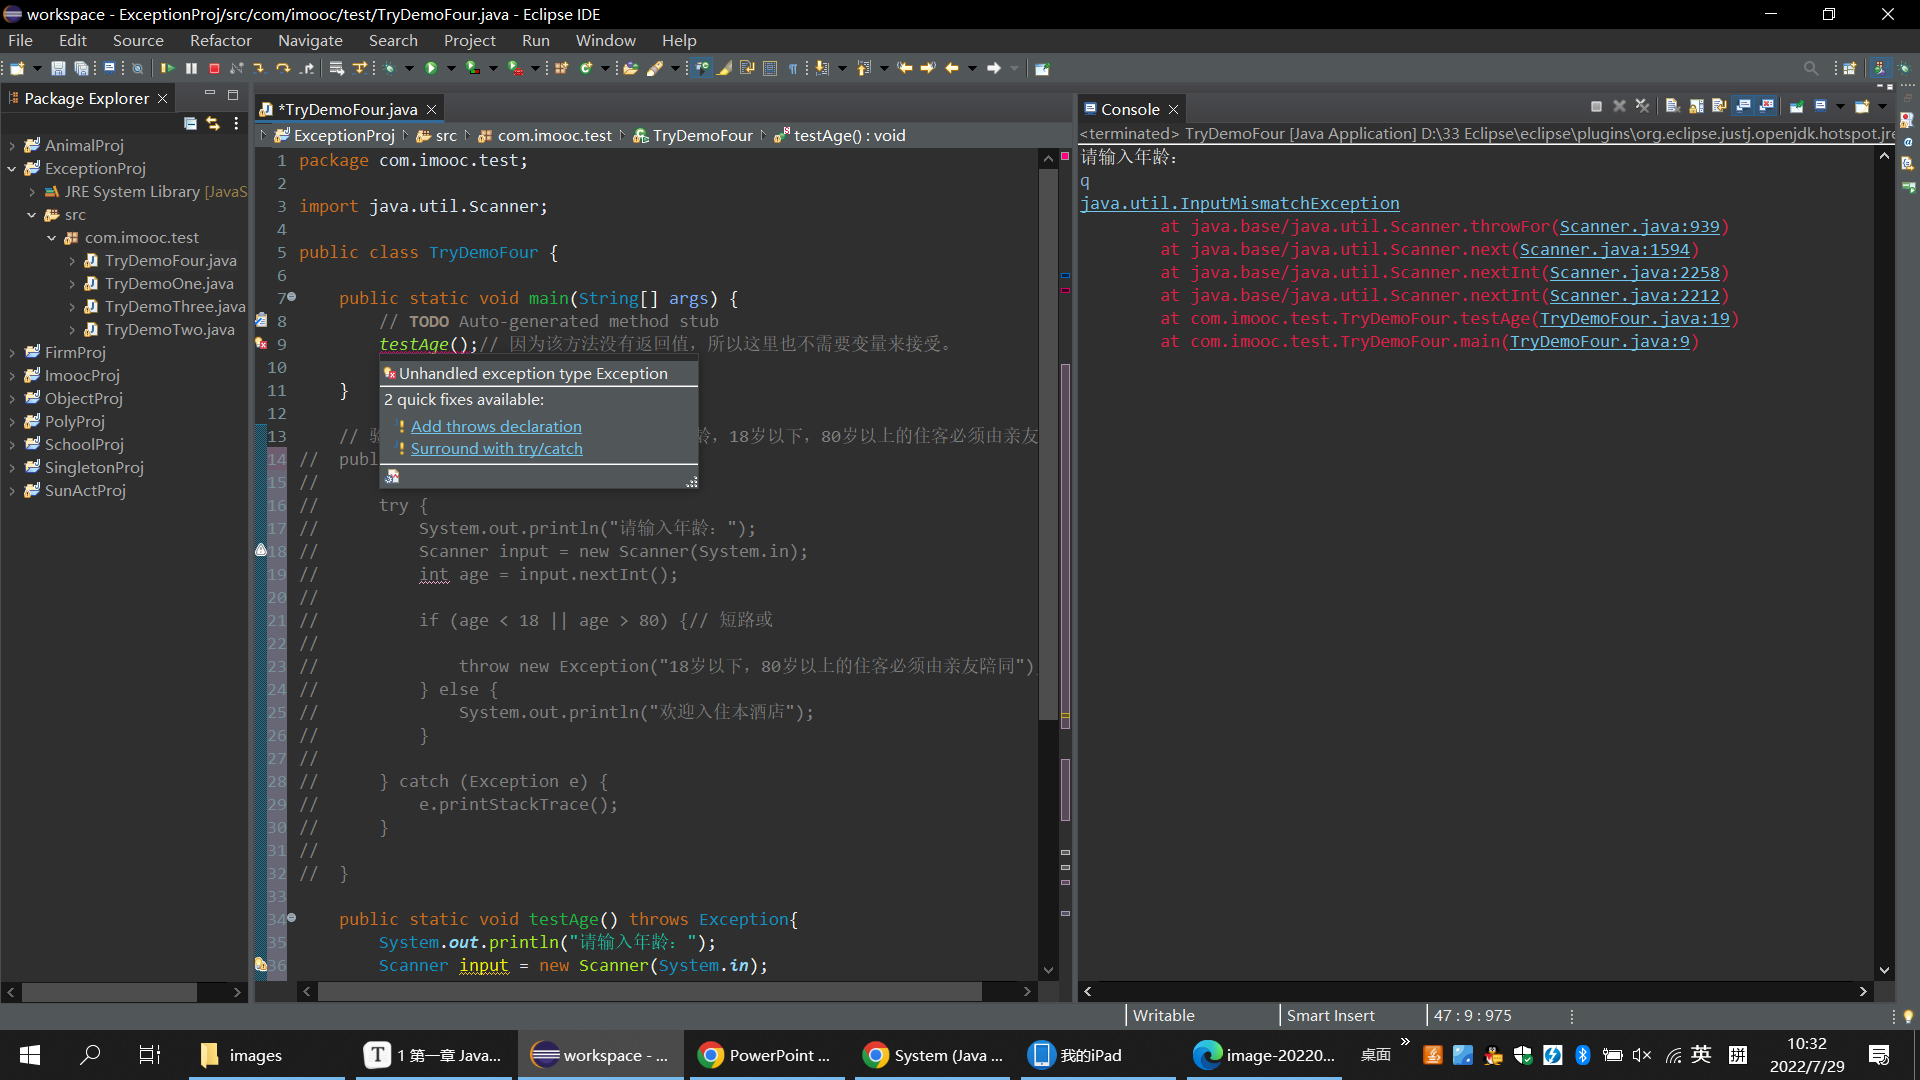 workspace - ExceptionProj/src/com/imooc/test/TryDemoFour.java - Eclipse IDE
File Edit Source Refactor Navigate Search Project Run Window Help
Package Explorer
AnimalProj
ExceptionProj
JRE System Library [JavaS
src
com.imooc.test
TryDemoFour.java
TryDemoOne.java
TryDemoThree.java
TryDemoTwo.java
FirmProj
ImoocProj
ObjectProj
PolyProj
SchoolProj
SingletonProj
SunActProj
*TryDemoFour.java
ExceptionProj src com.imooc.test TryDemoFour testAge() : void
1 package com.imooc.test;
2
3 import java.util.Scanner;
4
5 public class TryDemoFour {
6
7 public static void main(String[] args) {
8 // TODO Auto-generated method stub
9 testAge();// 因为该方法没有返回值，所以这里也不需要变量来接受。
10
11 }
12
13 // 龄，18岁以下，80岁以上的住客必须由亲友
14 // publ
15 //
16 // try {
17 // System.out.println("请输入年龄：");
18 // Scanner input = new Scanner(System.in);
19 // int age = input.nextInt();
20 //
21 // if (age < 18 || age > 80) {// 短路或
22 //
23 // throw new Exception("18岁以下，80岁以上的住客必须由亲友陪同")
24 // } else {
25 // System.out.println("欢迎入住本酒店");
26 // }
27 //
28 // } catch (Exception e) {
29 // e.printStackTrace();
30 // }
31 //
32 // }
33
34 public static void testAge() throws Exception{
35 System.out.println("请输入年龄：");
36 Scanner input = new Scanner(System.in);
Unhandled exception type Exception
2 quick fixes available:
Add throws declaration
Surround with try/catch
Console
<terminated> TryDemoFour [Java Application] D:\33 Eclipse\eclipse\plugins\org.eclipse.justj.openjdk.hotspot.jre
请输入年龄：
q
java.util.InputMismatchException
at java.base/java.util.Scanner.throwFor(Scanner.java:939)
at java.base/java.util.Scanner.next(Scanner.java:1594)
at java.base/java.util.Scanner.nextInt(Scanner.java:2258)
at java.base/java.util.Scanner.nextInt(Scanner.java:2212)
at com.imooc.test.TryDemoFour.testAge(TryDemoFour.java:19)
at com.imooc.test.TryDemoFour.main(TryDemoFour.java:9)
Writable Smart Insert 47 : 9 : 975
images
1 第一章 Java...
workspace - ...
PowerPoint ...
System (Java ...
我的iPad
image-20220...
桌面
英
拼
10:32
2022/7/29